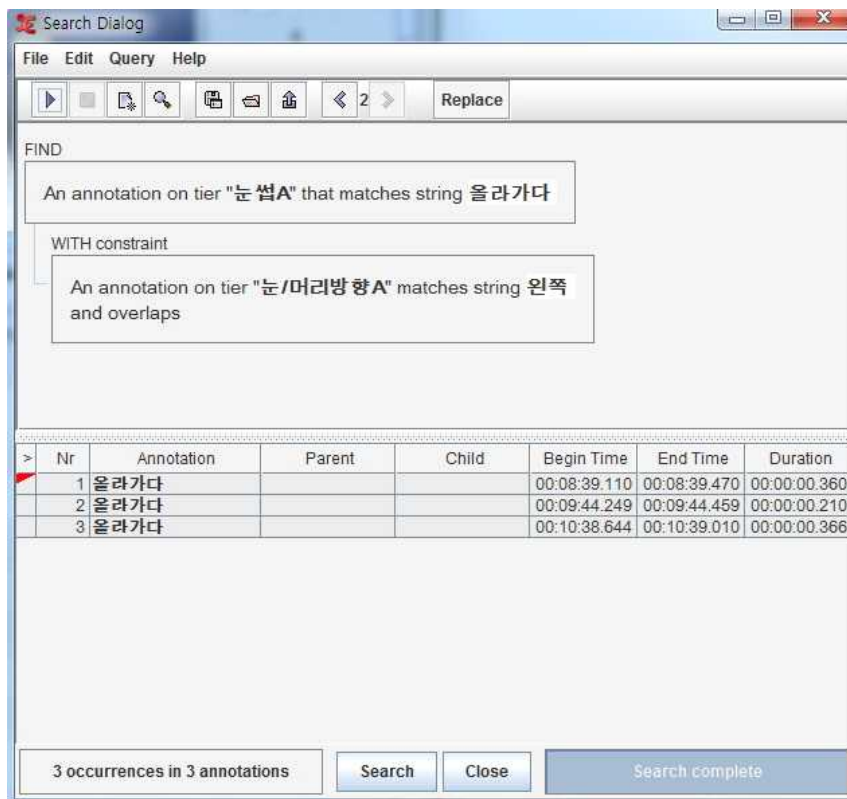 Search Dialog
File Edit Query Help
2 Replace
FIND
An annotation on tier "눈썹A" that matches string 올라가다
WITH constraint
An annotation on tier "눈/머리방향A" matches string 왼쪽
and overlaps
> Nr Annotation Parent Child Begin Time End Time Duration
1 올라가다 00:08:39.110 00:08:39.470 00:00:00.360
2 올라가다 00:09:44.249 00:09:44.459 00:00:00.210
3 올라가다 00:10:38.644 00:10:39.010 00:00:00.366
3 occurrences in 3 annotations Search Close Search complete